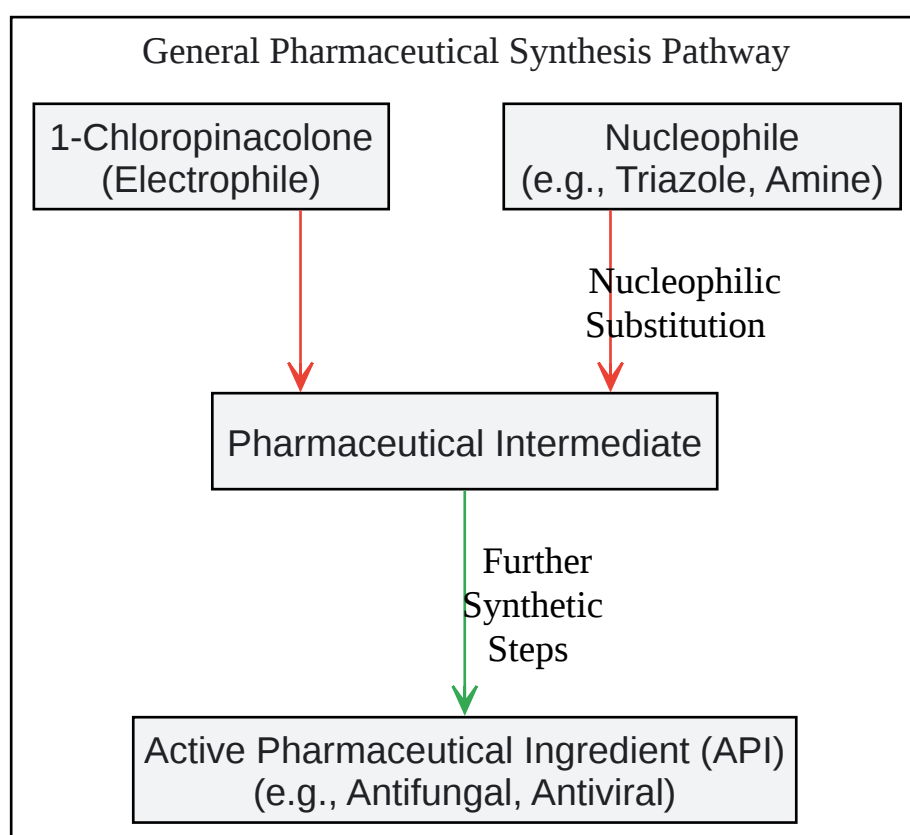 General Pharmaceutical Synthesis Pathway
1-Chloropinacolone
(Electrophile)
Nucleophile
(e.g., Triazole, Amine)
Nucleophilic
Substitution
Pharmaceutical Intermediate
Further
Synthetic
Steps
Active Pharmaceutical Ingredient (API)
(e.g., Antifungal, Antiviral)